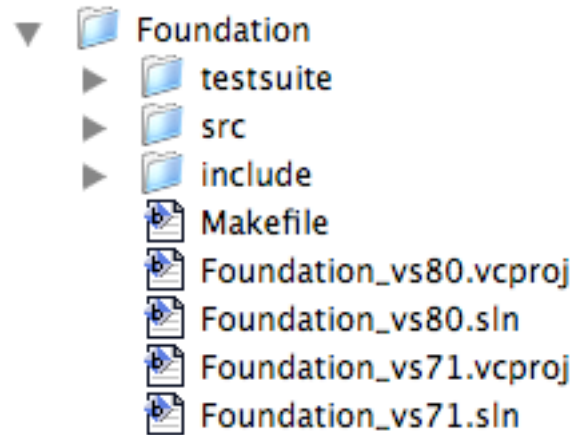 Foundation
testsuite
src
include
Makefile
Foundation_vs80.vcproj
Foundation_vs80.sln
Foundation_vs71.vcproj
Foundation_vs71.sln